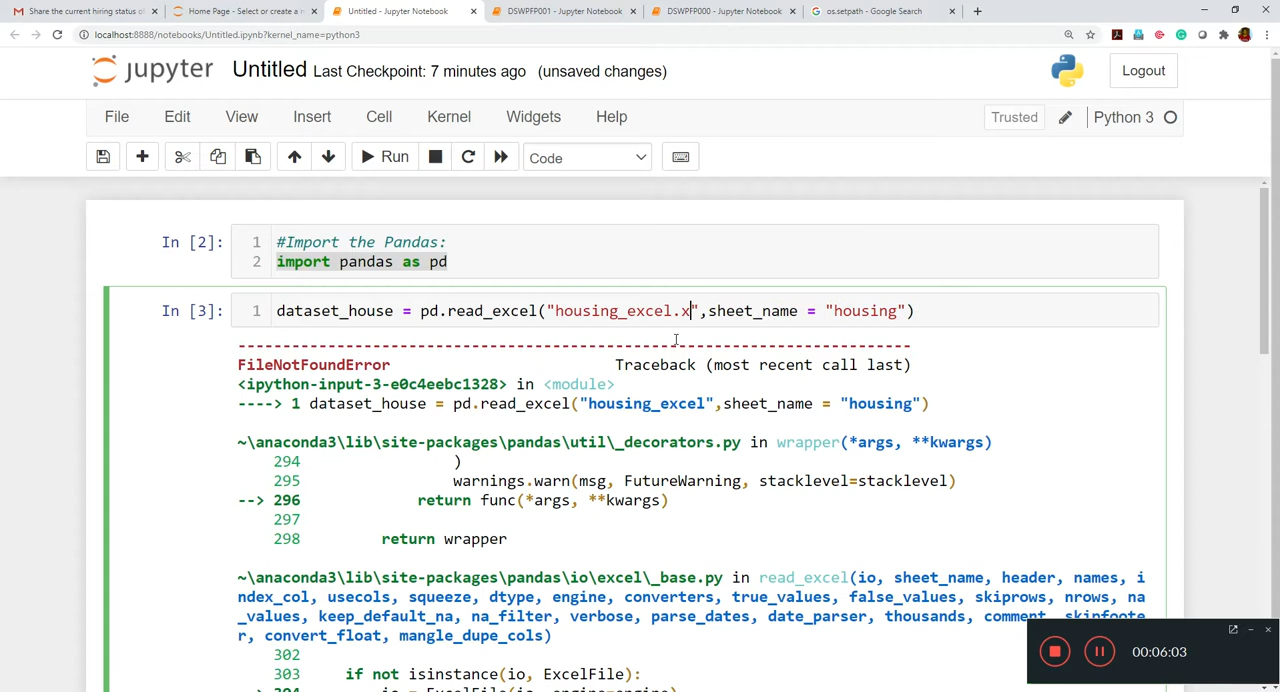 Share the current hiring status of
Home Page - Select or create a n
Untitled - Jupyter Notebook
DSWPFP001 - Jupyter Notebook
DSWPFP000 - Jupyter Notebook
os.setpath - Google Search
localhost:8888/notebooks/Untitled.ipynb?kernel_name=python3
jupyter Untitled Last Checkpoint: 7 minutes ago (unsaved changes)
Logout
File Edit View Insert Cell Kernel Widgets Help
Trusted Python 3
Run Code
In [2]: 1 #Import the Pandas:
2 import pandas as pd
In [3]: 1 dataset_house = pd.read_excel("housing_excel.x",sheet_name = "housing")
---------------------------------------------------------------------------
FileNotFoundError Traceback (most recent call last)
<ipython-input-3-e0c4eebc1328> in <module>
----> 1 dataset_house = pd.read_excel("housing_excel",sheet_name = "housing")
~\anaconda3\lib\site-packages\pandas\util\_decorators.py in wrapper(*args, **kwargs)
294 )
295 warnings.warn(msg, FutureWarning, stacklevel=stacklevel)
--> 296 return func(*args, **kwargs)
297
298 return wrapper
~\anaconda3\lib\site-packages\pandas\io\excel\_base.py in read_excel(io, sheet_name, header, names, i
ndex_col, usecols, squeeze, dtype, engine, converters, true_values, false_values, skiprows, nrows, na
_values, keep_default_na, na_filter, verbose, parse_dates, date_parser, thousands, comment, skipfoote
r, convert_float, mangle_dupe_cols)
302
303 if not isinstance(io, ExcelFile):
00:06:03